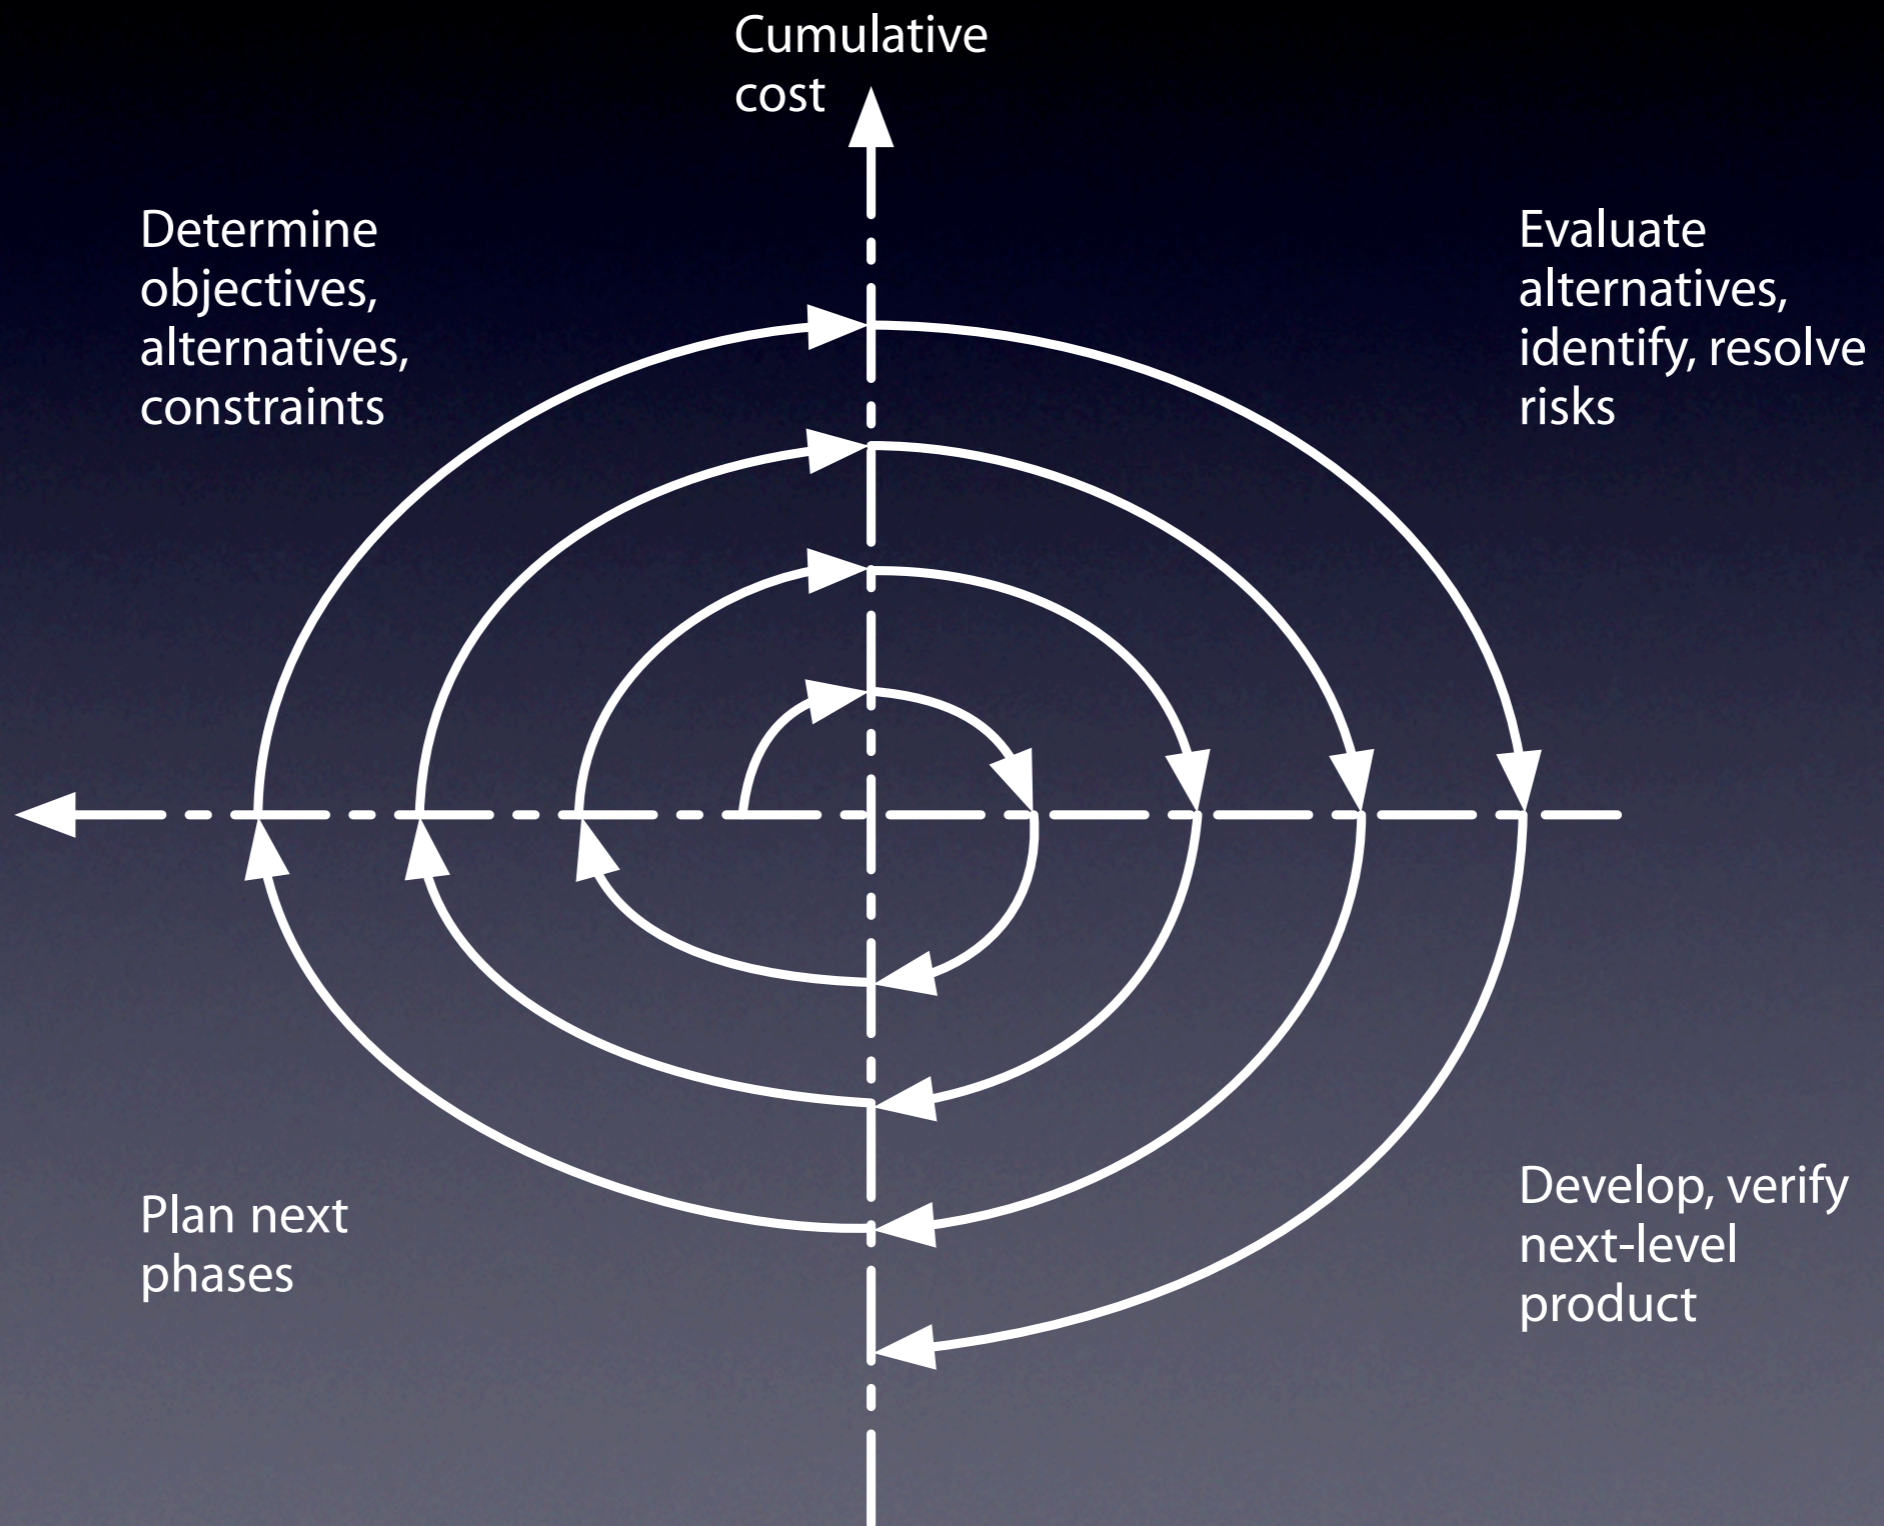 Cumulative
cost
Determine
objectives,
alternatives,
constraints
Evaluate
alternatives,
identify, resolve
risks
Plan next
phases
Develop, verify
next-level
product